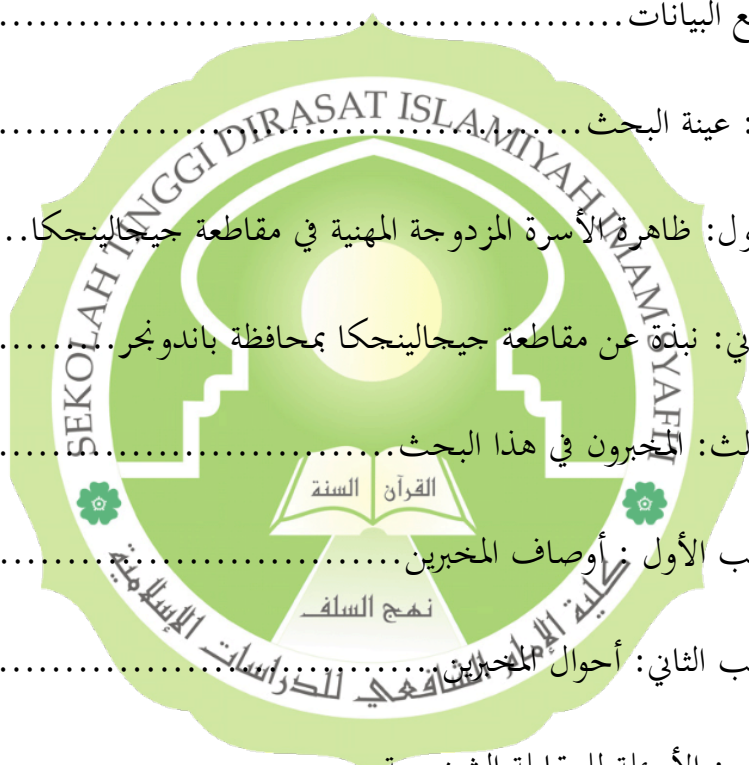 ع البيانات......................................................
: عينة البحث......................................................
ول: ظاهرة الأسرة المزدوجة المهنية في مقاطعة جيجالينجكا..
ني: نبذة عن مقاطعة جيجالينجكا بمحافظة باندونجر..........
لث: المخبرون في هذا البحث..................................
ب الأول : أوصاف المخبرين..................................
ب الثاني: أحوال المخبرين..................................
SEKOLAH TINGGI DIRASAT ISLAMIYAH IMAM SYAFII
القرآن السنة
نهج السلف
كلية الإمام الشافعي للدراسات الإسلامية